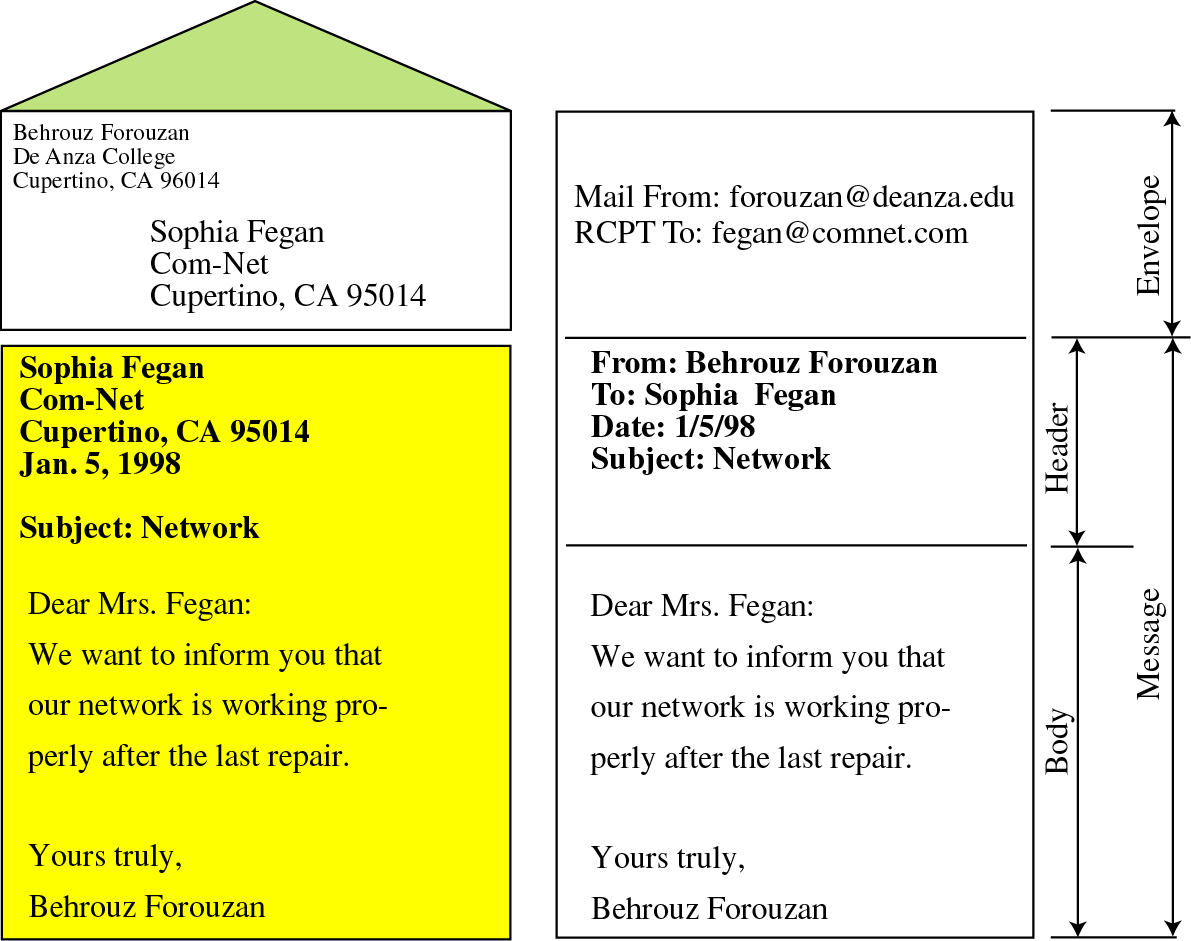 Behrouz Forouzan
De Anza College
Cupertino, CA 96014
Sophia Fegan
Com-Net
Cupertino, CA 95014
Sophia Fegan
Com-Net
Cupertino, CA 95014
Jan. 5, 1998
Subject: Network
Dear Mrs. Fegan:
We want to inform you that
our network is working pro-
perly after the last repair.
Yours truly,
Behrouz Forouzan
Mail From: forouzan@deanza.edu
RCPT To: fegan@comnet.com
From: Behrouz Forouzan
To: Sophia Fegan
Date: 1/5/98
Subject: Network
Dear Mrs. Fegan:
We want to inform you that
our network is working pro-
perly after the last repair.
Yours truly,
Behrouz Forouzan
Envelope
Header
Body
Message